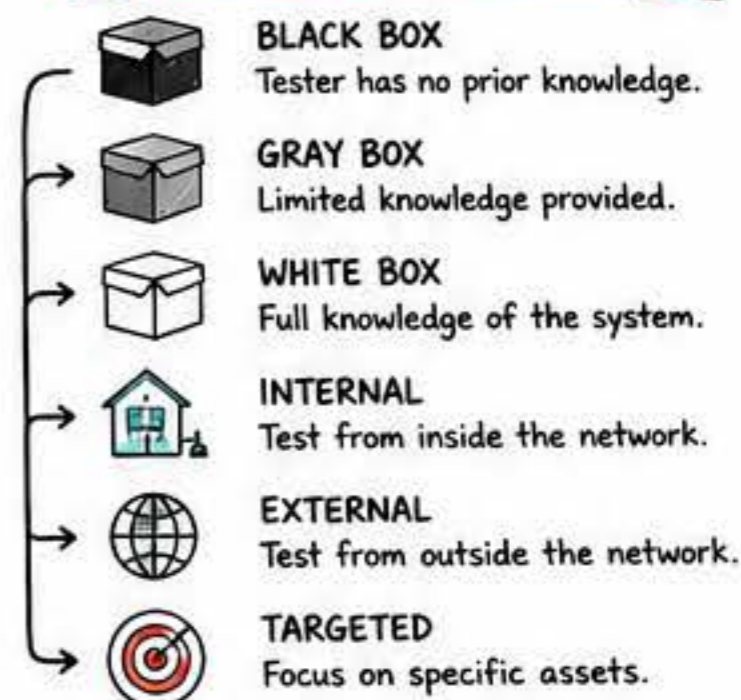 BLACK BOX
Tester has no prior knowledge.
GRAY BOX
Limited knowledge provided.
WHITE BOX
Full knowledge of the system.
INTERNAL
Test from inside the network.
EXTERNAL
Test from outside the network.
TARGETED
Focus on specific assets.